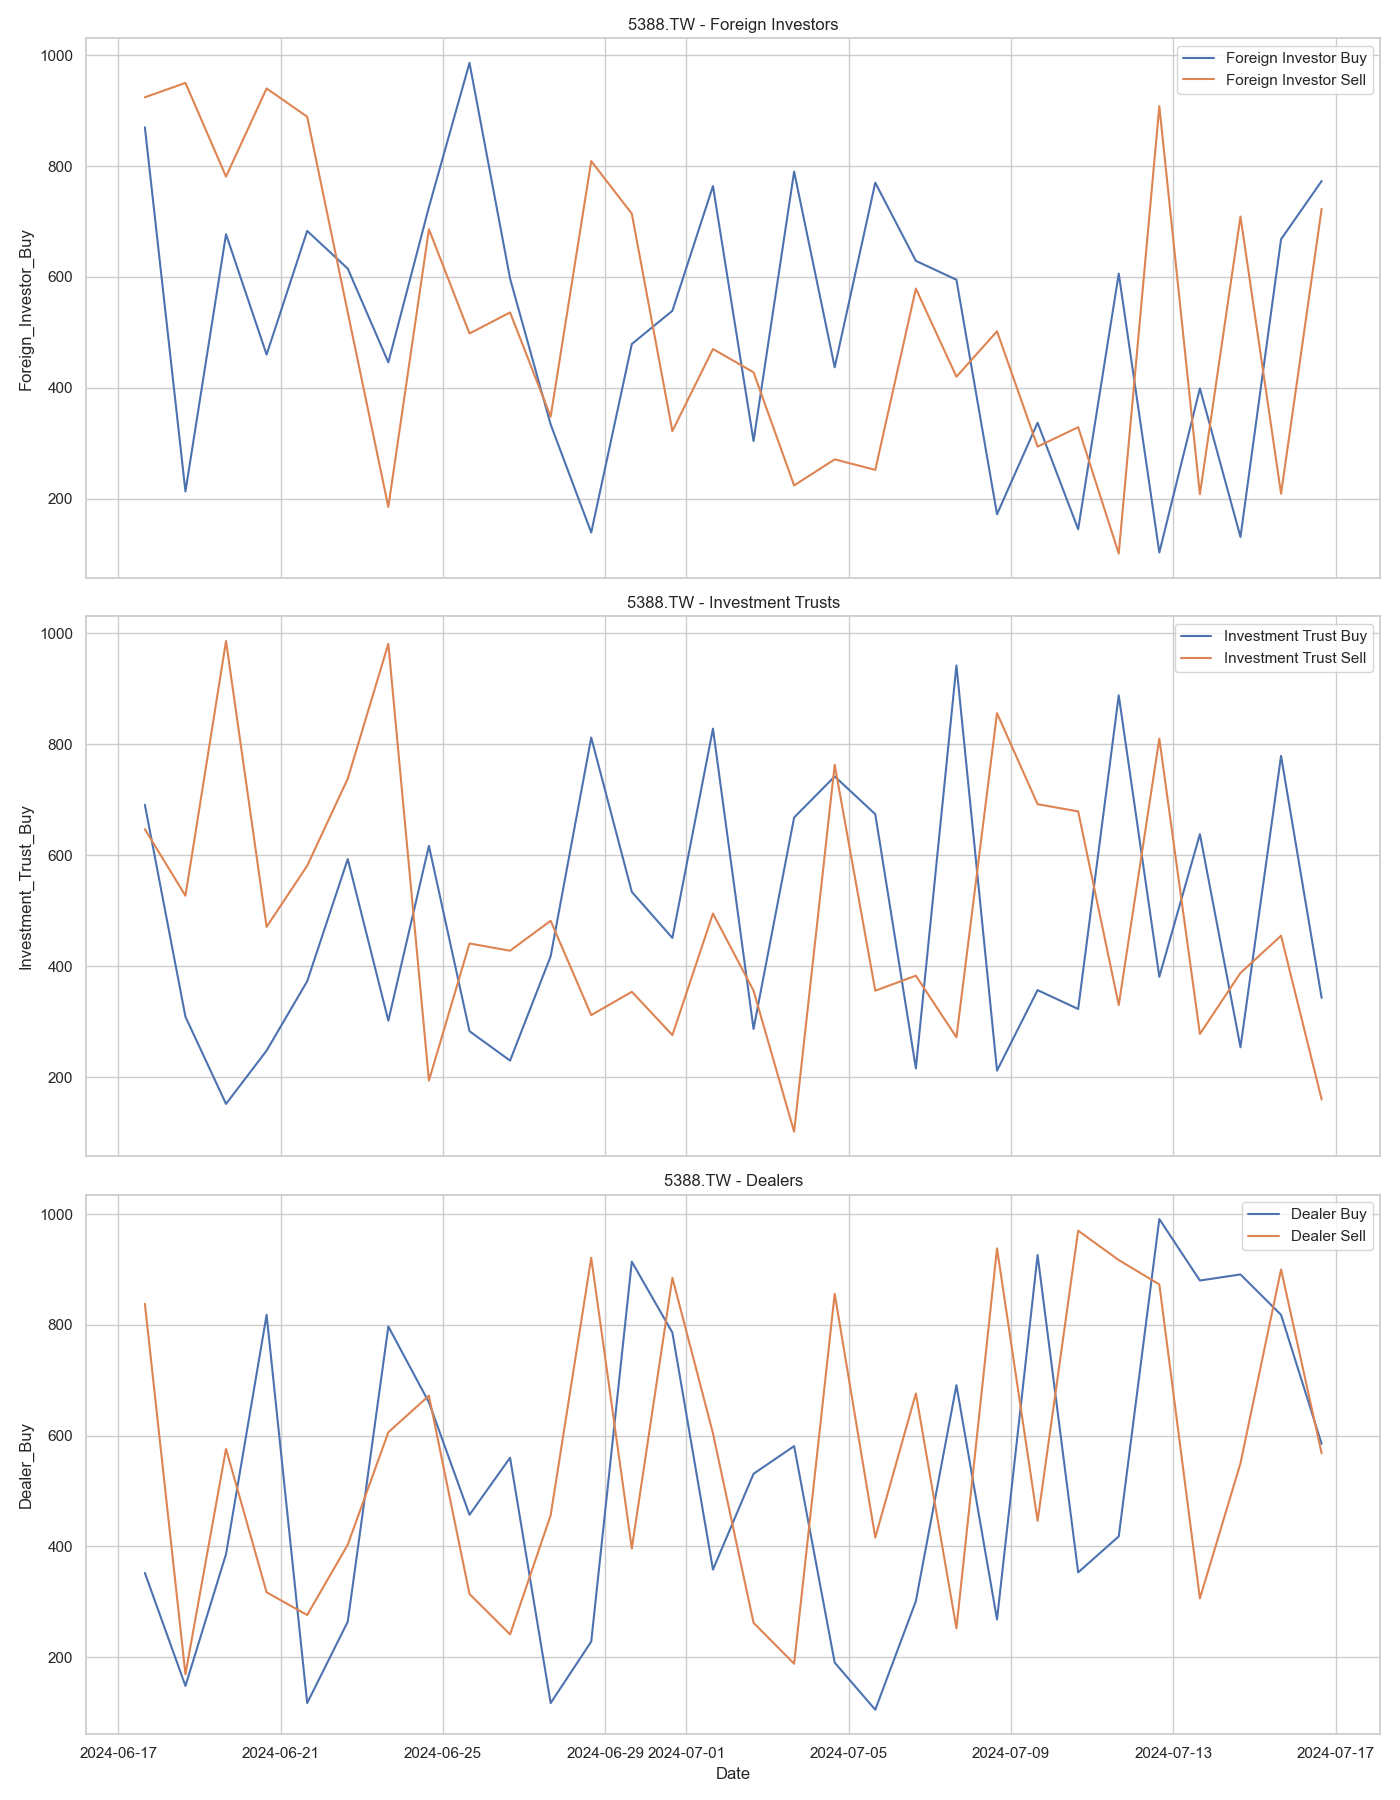 5388.TW - Foreign Investors
Foreign Investor Buy
Foreign Investor Sell
1000
800
600
400
200
Foreign_Investor_Buy
5388.TW - Investment Trusts
Investment Trust Buy
Investment Trust Sell
1000
800
600
400
200
Investment_Trust_Buy
5388.TW - Dealers
Dealer Buy
Dealer Sell
1000
800
600
400
200
Dealer_Buy
2024-06-17 2024-06-21 2024-06-25 2024-06-29 2024-07-01 2024-07-05 2024-07-09 2024-07-13 2024-07-17
Date